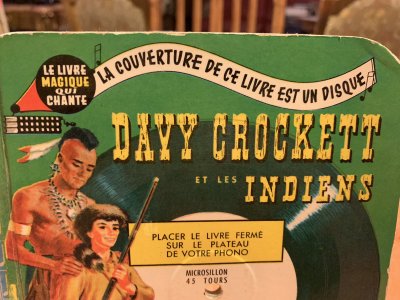 LE LIVRE
MAGIQUE
QUI
CHANTE
LA COUVERTURE DE CE LIVRE EST UN DISQUE
DAVY CROCKETT
ET LES INDIENS
PLACER LE LIVRE FERMÉ
SUR LE PLATEAU
DE VOTRE PHONO
MICROSILLON
45 TOURS